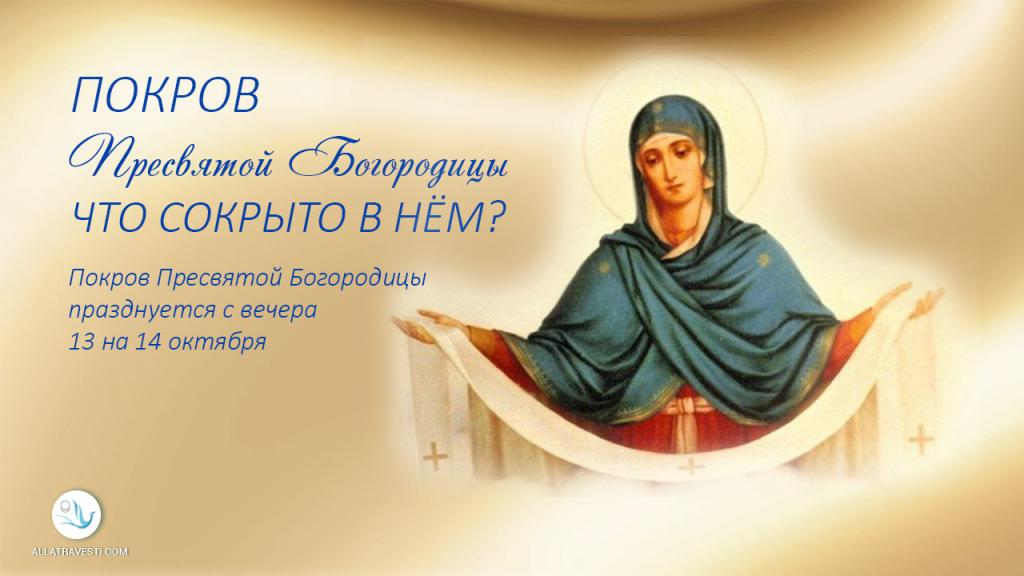 ПОКРОВ
Пресвятой Богородицы
ЧТО СОКРЫТО В НЁМ?
Покров Пресвятой Богородицы
празднуется с вечера
13 на 14 октября
ALLATRAVESTI.COM